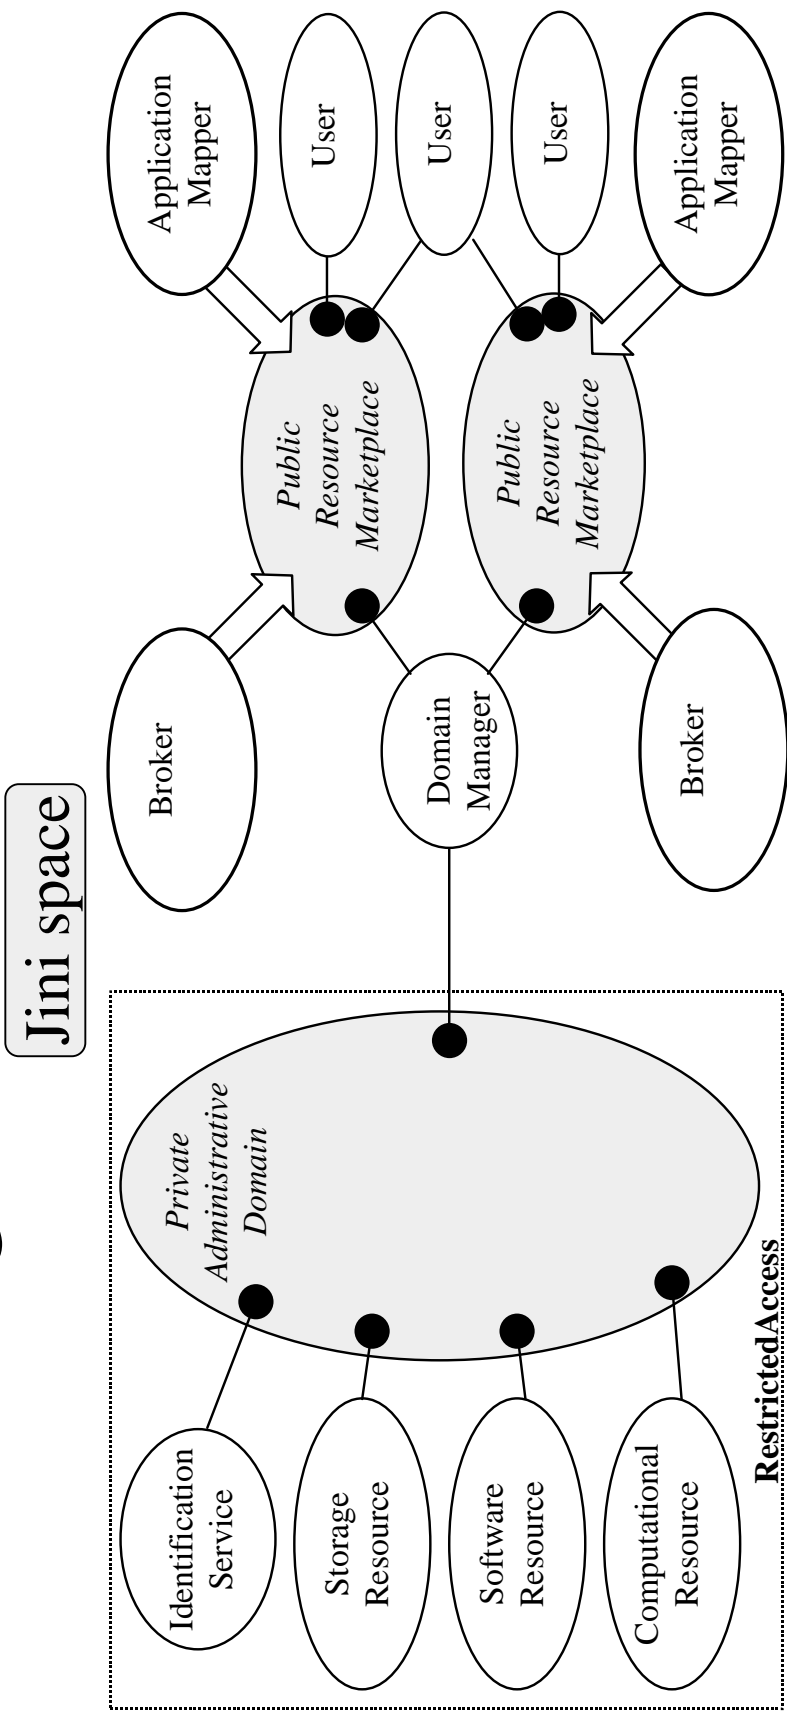 Jini space
Identification
Service
Storage
Resource
Software
Resource
Computational
Resource
Private
Administrative
Domain
RestrictedAccess
Broker
Domain
Manager
Broker
Public
Resource
Marketplace
Public
Resource
Marketplace
Application
Mapper
User
User
User
Application
Mapper